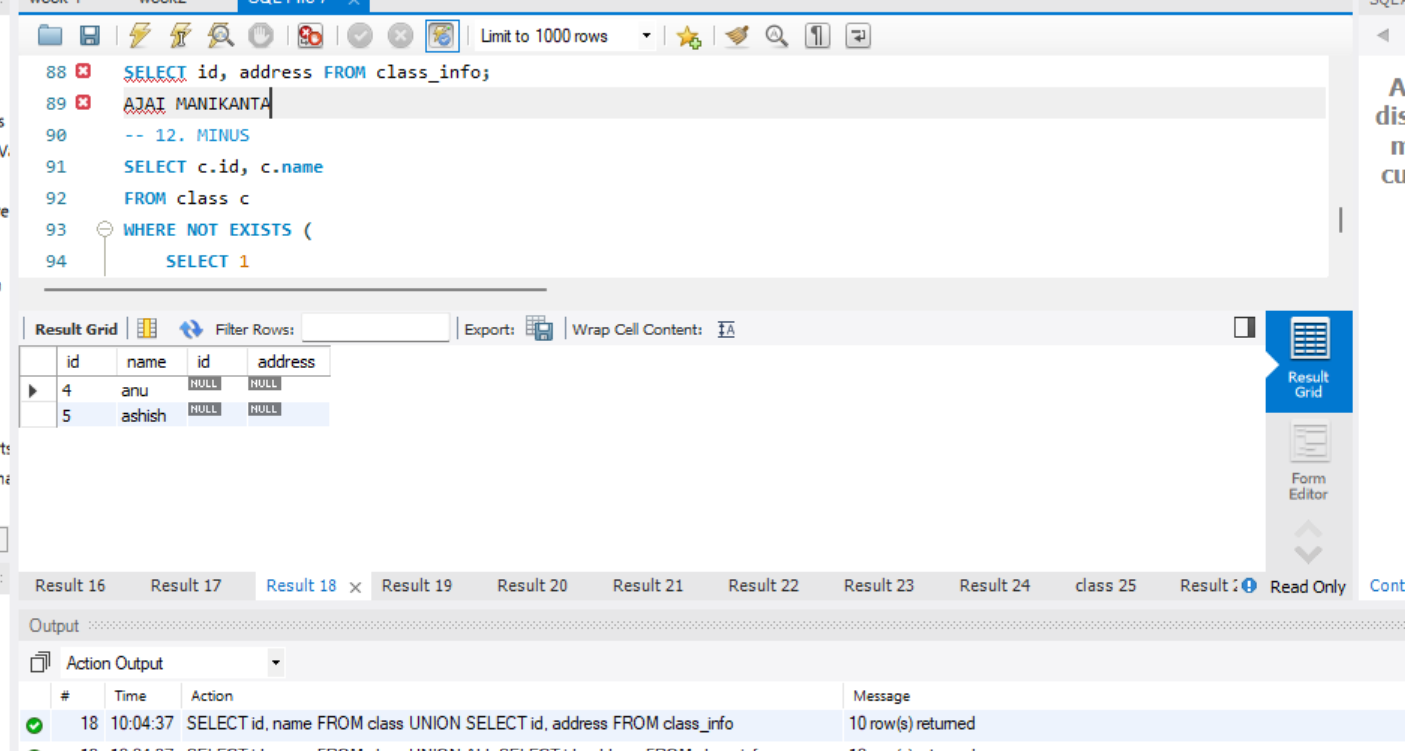 Limit to 1000 rows
88 SELECT id, address FROM class_info;
89 AJAI MANIKANTA
90 -- 12. MINUS
91 SELECT c.id, c.name
92 FROM class c
93 WHERE NOT EXISTS (
94 SELECT 1
Result Grid Filter Rows: Export: Wrap Cell Content: IA
id name id address
4 anu NULL NULL
5 ashish NULL NULL
Result Grid
Form Editor
Result 16 Result 17 Result 18 Result 19 Result 20 Result 21 Result 22 Result 23 Result 24 class 25 Result Read Only
Output
Action Output
# Time Action Message
18 10:04:37 SELECT id, name FROM class UNION SELECT id, address FROM class_info 10 row(s) returned